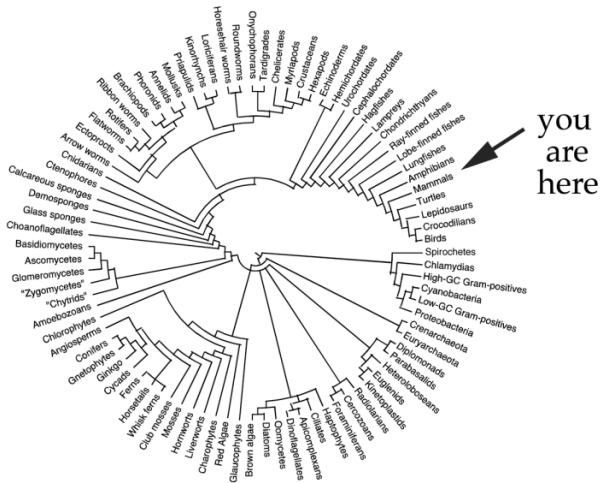 Arrow worms
Ectoprocts
Flatworms
Rotifers
Ribbon worms
Brachiopods
Phoronids
Annelids
Mollusks
Priapulids
Kinorhynchs
Loriciferans
Horesehair worms
Roundworms
Onychophorans
Tardigrades
Chelicerates
Myriapods
Crustaceans
Hexapods
Echinoderms
Hemichordates
Urochordates
Cephalochordates
Hagfishes
Lampreys
Chondrichthyans
Ray-finned fishes
Lobe-finned fishes
Lungfishes
Amphibians
Mammals
Turtles
Lepidosaurs
Crocodilians
Birds
you
are
here
Spirochetes
Chlamydias
High-GC Gram-positives
Cyanobacteria
Low-GC Gram-positives
Proteobacteria
Crenarchaeota
Euryarchaeota
Diplomonads
Parabasalids
Heteroloboseans
Euglenids
Kinetoplastids
Radiolarians
Cercozoans
Foraminiferans
Haptophytes
Ciliates
Apicomplexans
Dinoflagellates
Oomycetes
Diatoms
Brown algae
Glaucophytes
Red Algae
Charophytes
Liverworts
Hornworts
Mosses
Club mosses
Whisk ferns
Horsetails
Ferns
Cycads
Ginkgo
Gnetophytes
Conifers
Angiosperms
Chlorophytes
Amoebozoans
"Chytrids"
"Zygomycetes"
Glomeromycetes
Ascomycetes
Basidiomycetes
Choanoflagellates
Glass sponges
Demosponges
Calcareous sponges
Ctenophores
Cnidarians